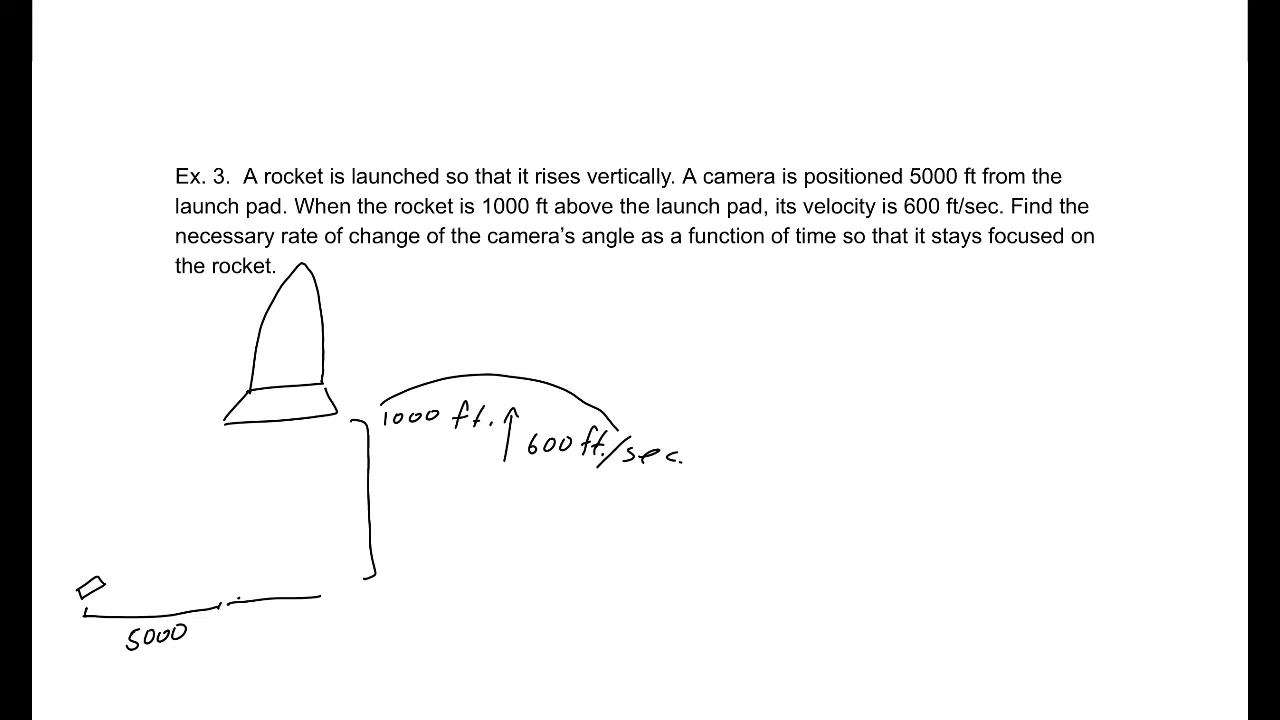 Ex. 3.  A rocket is launched so that it rises vertically. A camera is positioned 5000 ft from the
launch pad. When the rocket is 1000 ft above the launch pad, its velocity is 600 ft/sec. Find the
necessary rate of change of the camera’s angle as a function of time so that it stays focused on
the rocket.
1000 ft.
600 ft./sec.
5000